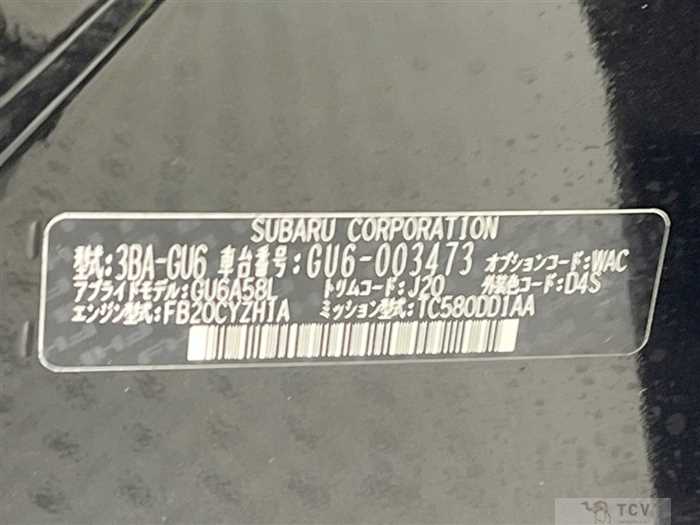 SUBARU CORPORATION
型式:3BA-GU6 車台番号:GU6-003473 オプションコード:WAC
アプライドモデル:GU6A58L トリムコード:J20 外装色コード:D4S
エンジン型式:FB20CYZH1A ミッション型式:TC580DD1AA
TCV